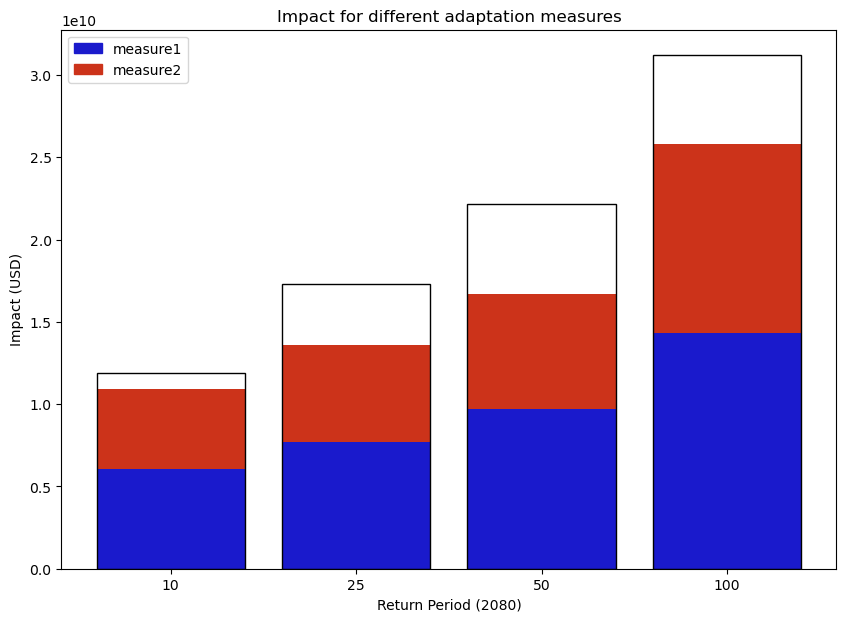 Impact for different adaptation measures
1e10
measure1
measure2
3.0
2.5
2.0
1.5
1.0
0.5
0.0
Impact (USD)
10 25 50 100
Return Period (2080)